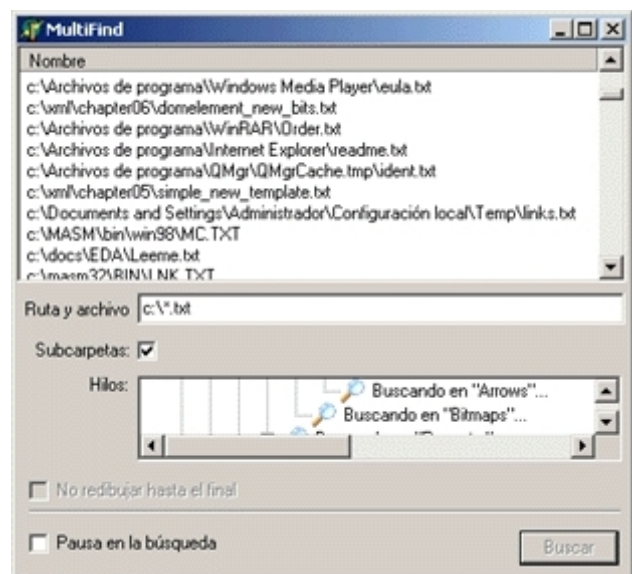 MultiFind
Nombre
c:\Archivos de programa\Windows Media Player\eula.txt
c:\xml\chapter06\domelement_new_bits.txt
c:\Archivos de programa\WinRAR\Order.txt
c:\Archivos de programa\Internet Explorer\readme.txt
c:\Archivos de programa\QMgr\QMgrCache.tmp\ident.txt
c:\xml\chapter05\simple_new_template.txt
c:\Documents and Settings\Administrador\Configuración local\Temp\links.txt
c:\MASM\bin\win98\MC.TXT
c:\docs\EDA\Leeme.txt
c:\masm32\BIN\LNK.TXT
Ruta y archivo c:\*.txt
Subcarpetas:
Hilos:
Buscando en "Arrows"...
Buscando en "Bitmaps"...
No redibujar hasta el final
Pausa en la búsqueda
Buscar